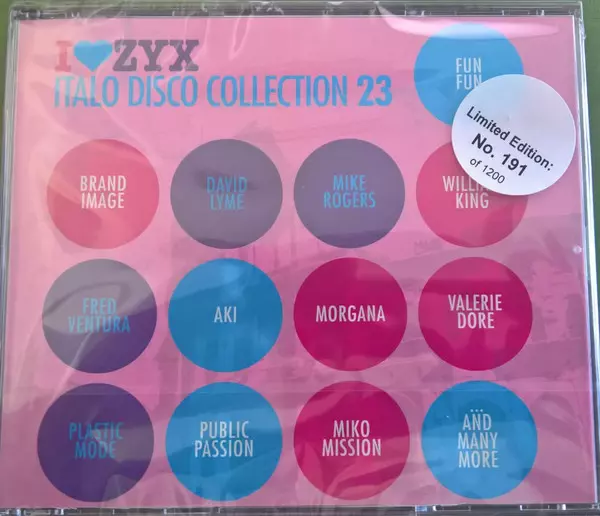 I ZYX
ITALO DISCO COLLECTION 23
FUN
FUN
Limited Edition:
No. 191
of 1200
BRAND
IMAGE
DAVID
LYME
MIKE
ROGERS
KING
FRED
VENTURA
AKI
MORGANA
VALERIE
DORE
PLASTIC
MODE
PUBLIC
PASSION
MIKO
MISSION
...
AND
MANY
MORE